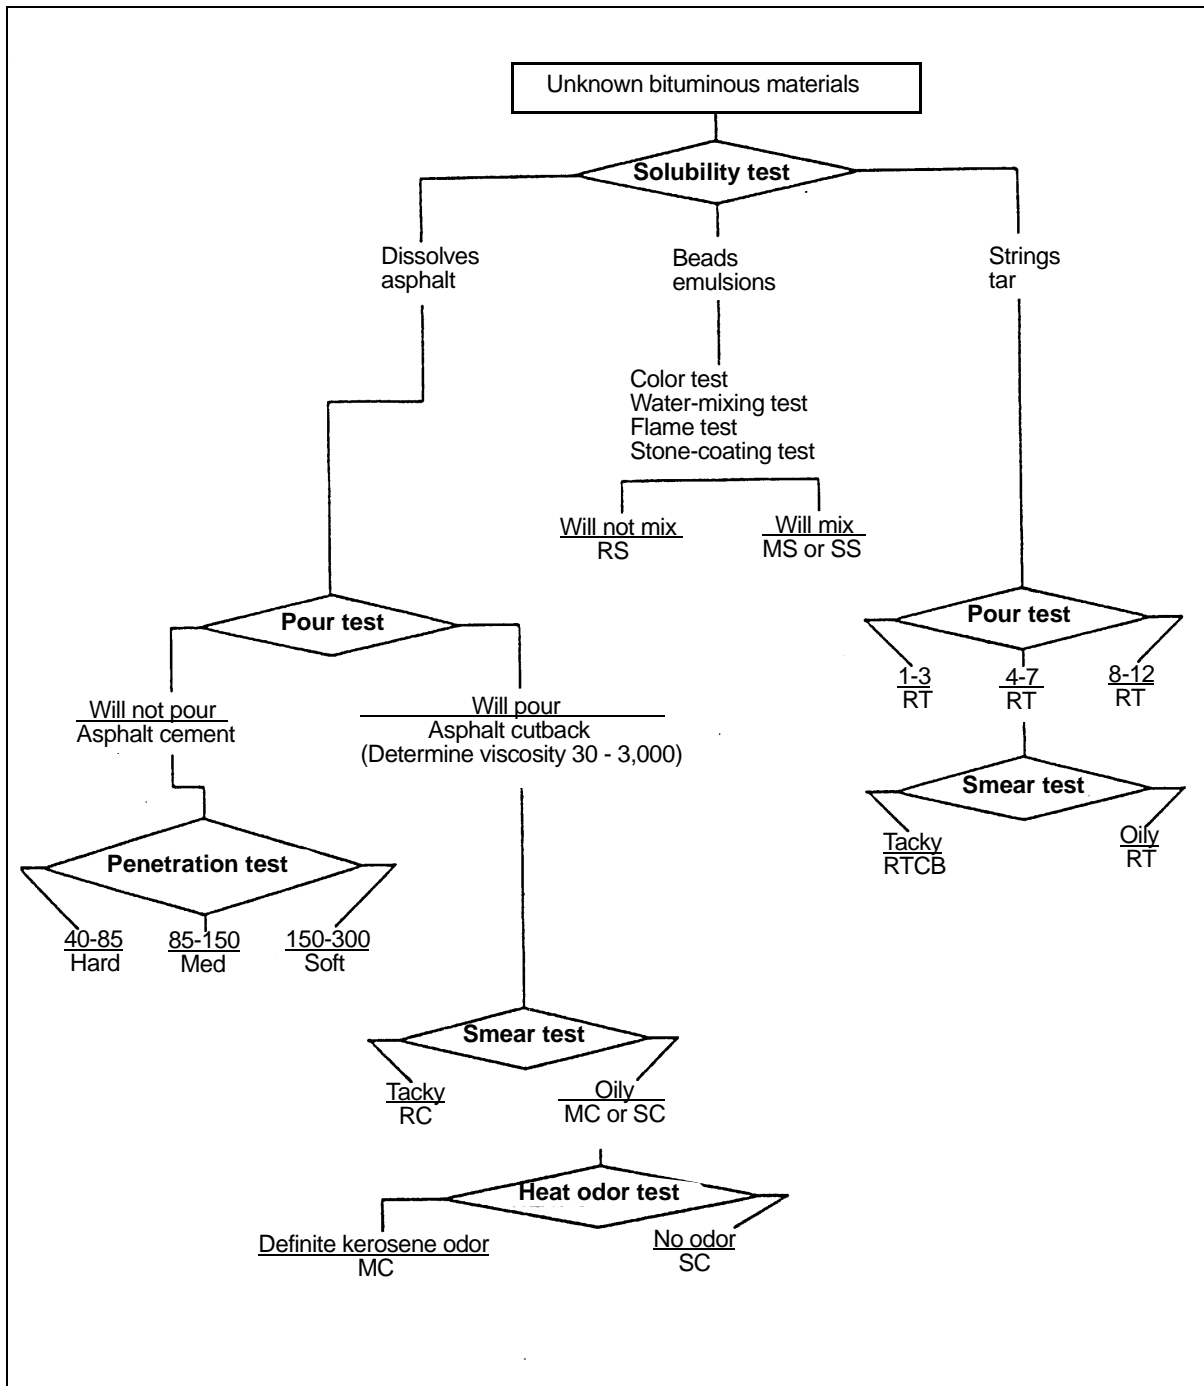 Unknown bituminous materials
Solubility test
Dissolves
asphalt
Beads
emulsions
Strings
tar
Color test
Water-mixing test
Flame test
Stone-coating test
Will not mix
RS
Will mix
MS or SS
Pour test
Will not pour
Asphalt cement
Will pour
Asphalt cutback
(Determine viscosity 30 - 3,000)
Pour test
1-3
RT
4-7
RT
8-12
RT
Smear test
Tacky
RTCB
Oily
RT
Penetration test
40-85
Hard
85-150
Med
150-300
Soft
Smear test
Tacky
RC
Oily
MC or SC
Heat odor test
Definite kerosene odor
MC
No odor
SC